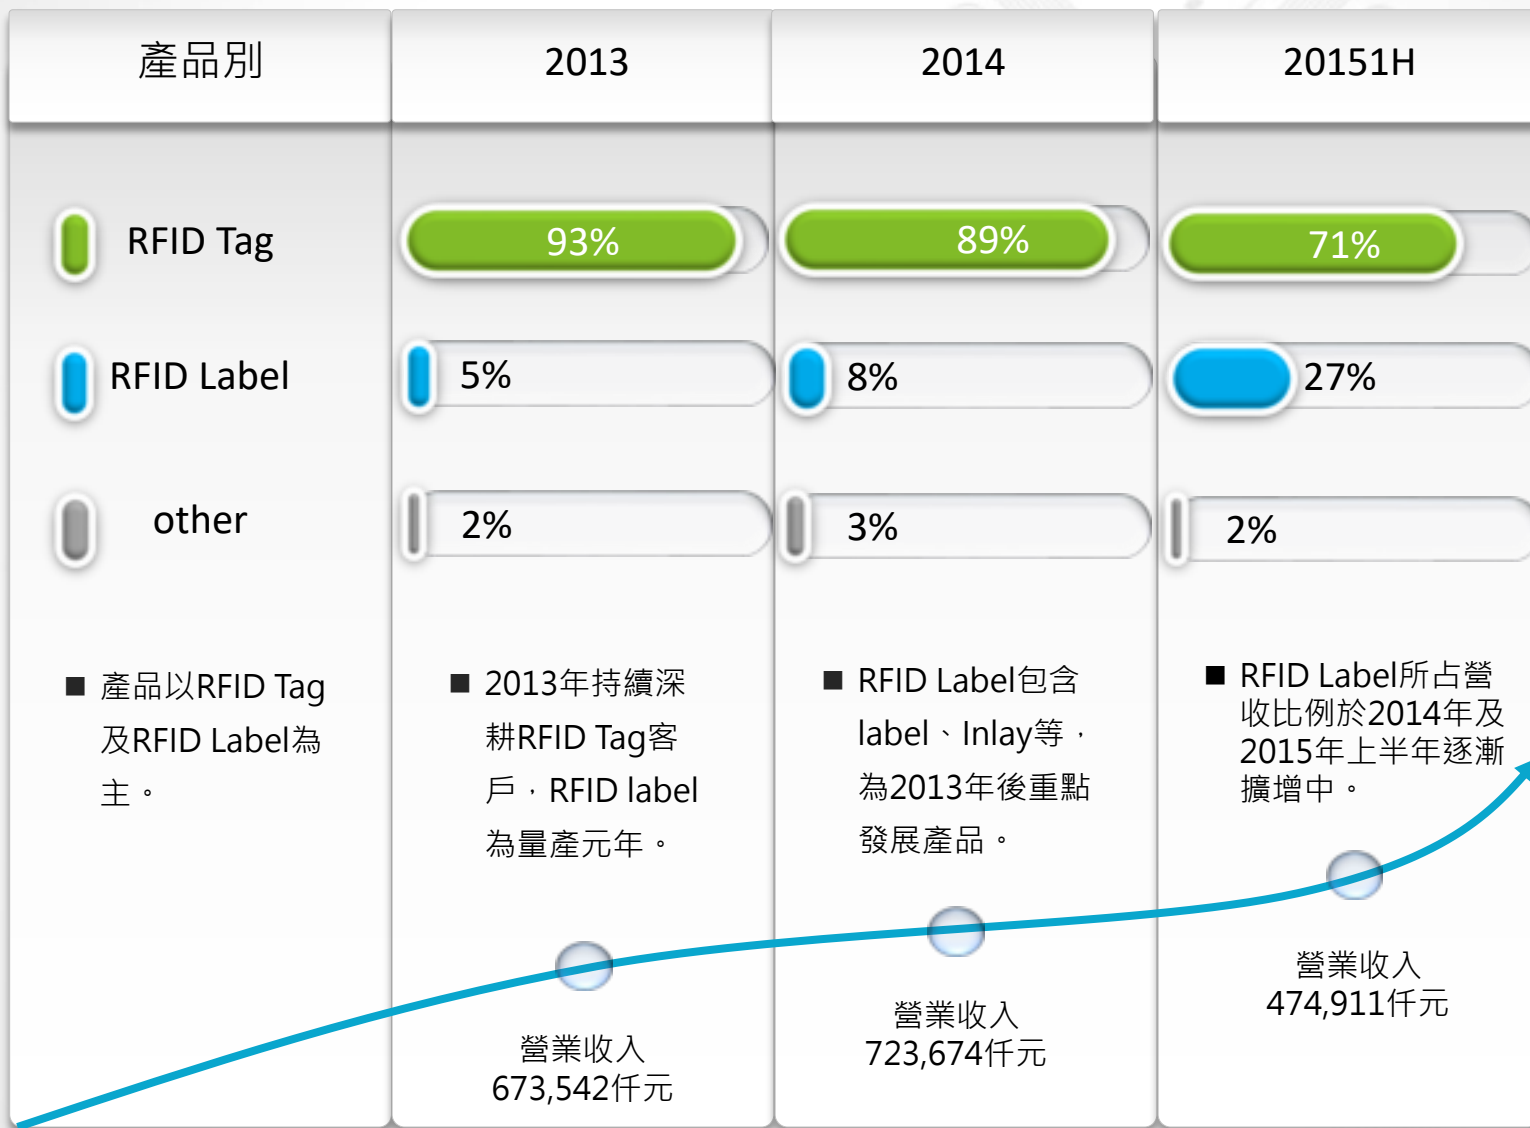 產品別
2013
2014
20151H
RFID Tag
93%
89%
71%
RFID Label
5%
8%
27%
other
2%
3%
2%
■ 產品以RFID Tag
及RFID Label為
主。
■ 2013年持續深
耕RFID Tag客
戶，RFID label
為量產元年。
■ RFID Label包含
label、Inlay等，
為2013年後重點
發展產品。
■ RFID Label所占營
收比例於2014年及
2015年上半年逐漸
擴增中。
營業收入
673,542仟元
營業收入
723,674仟元
營業收入
474,911仟元